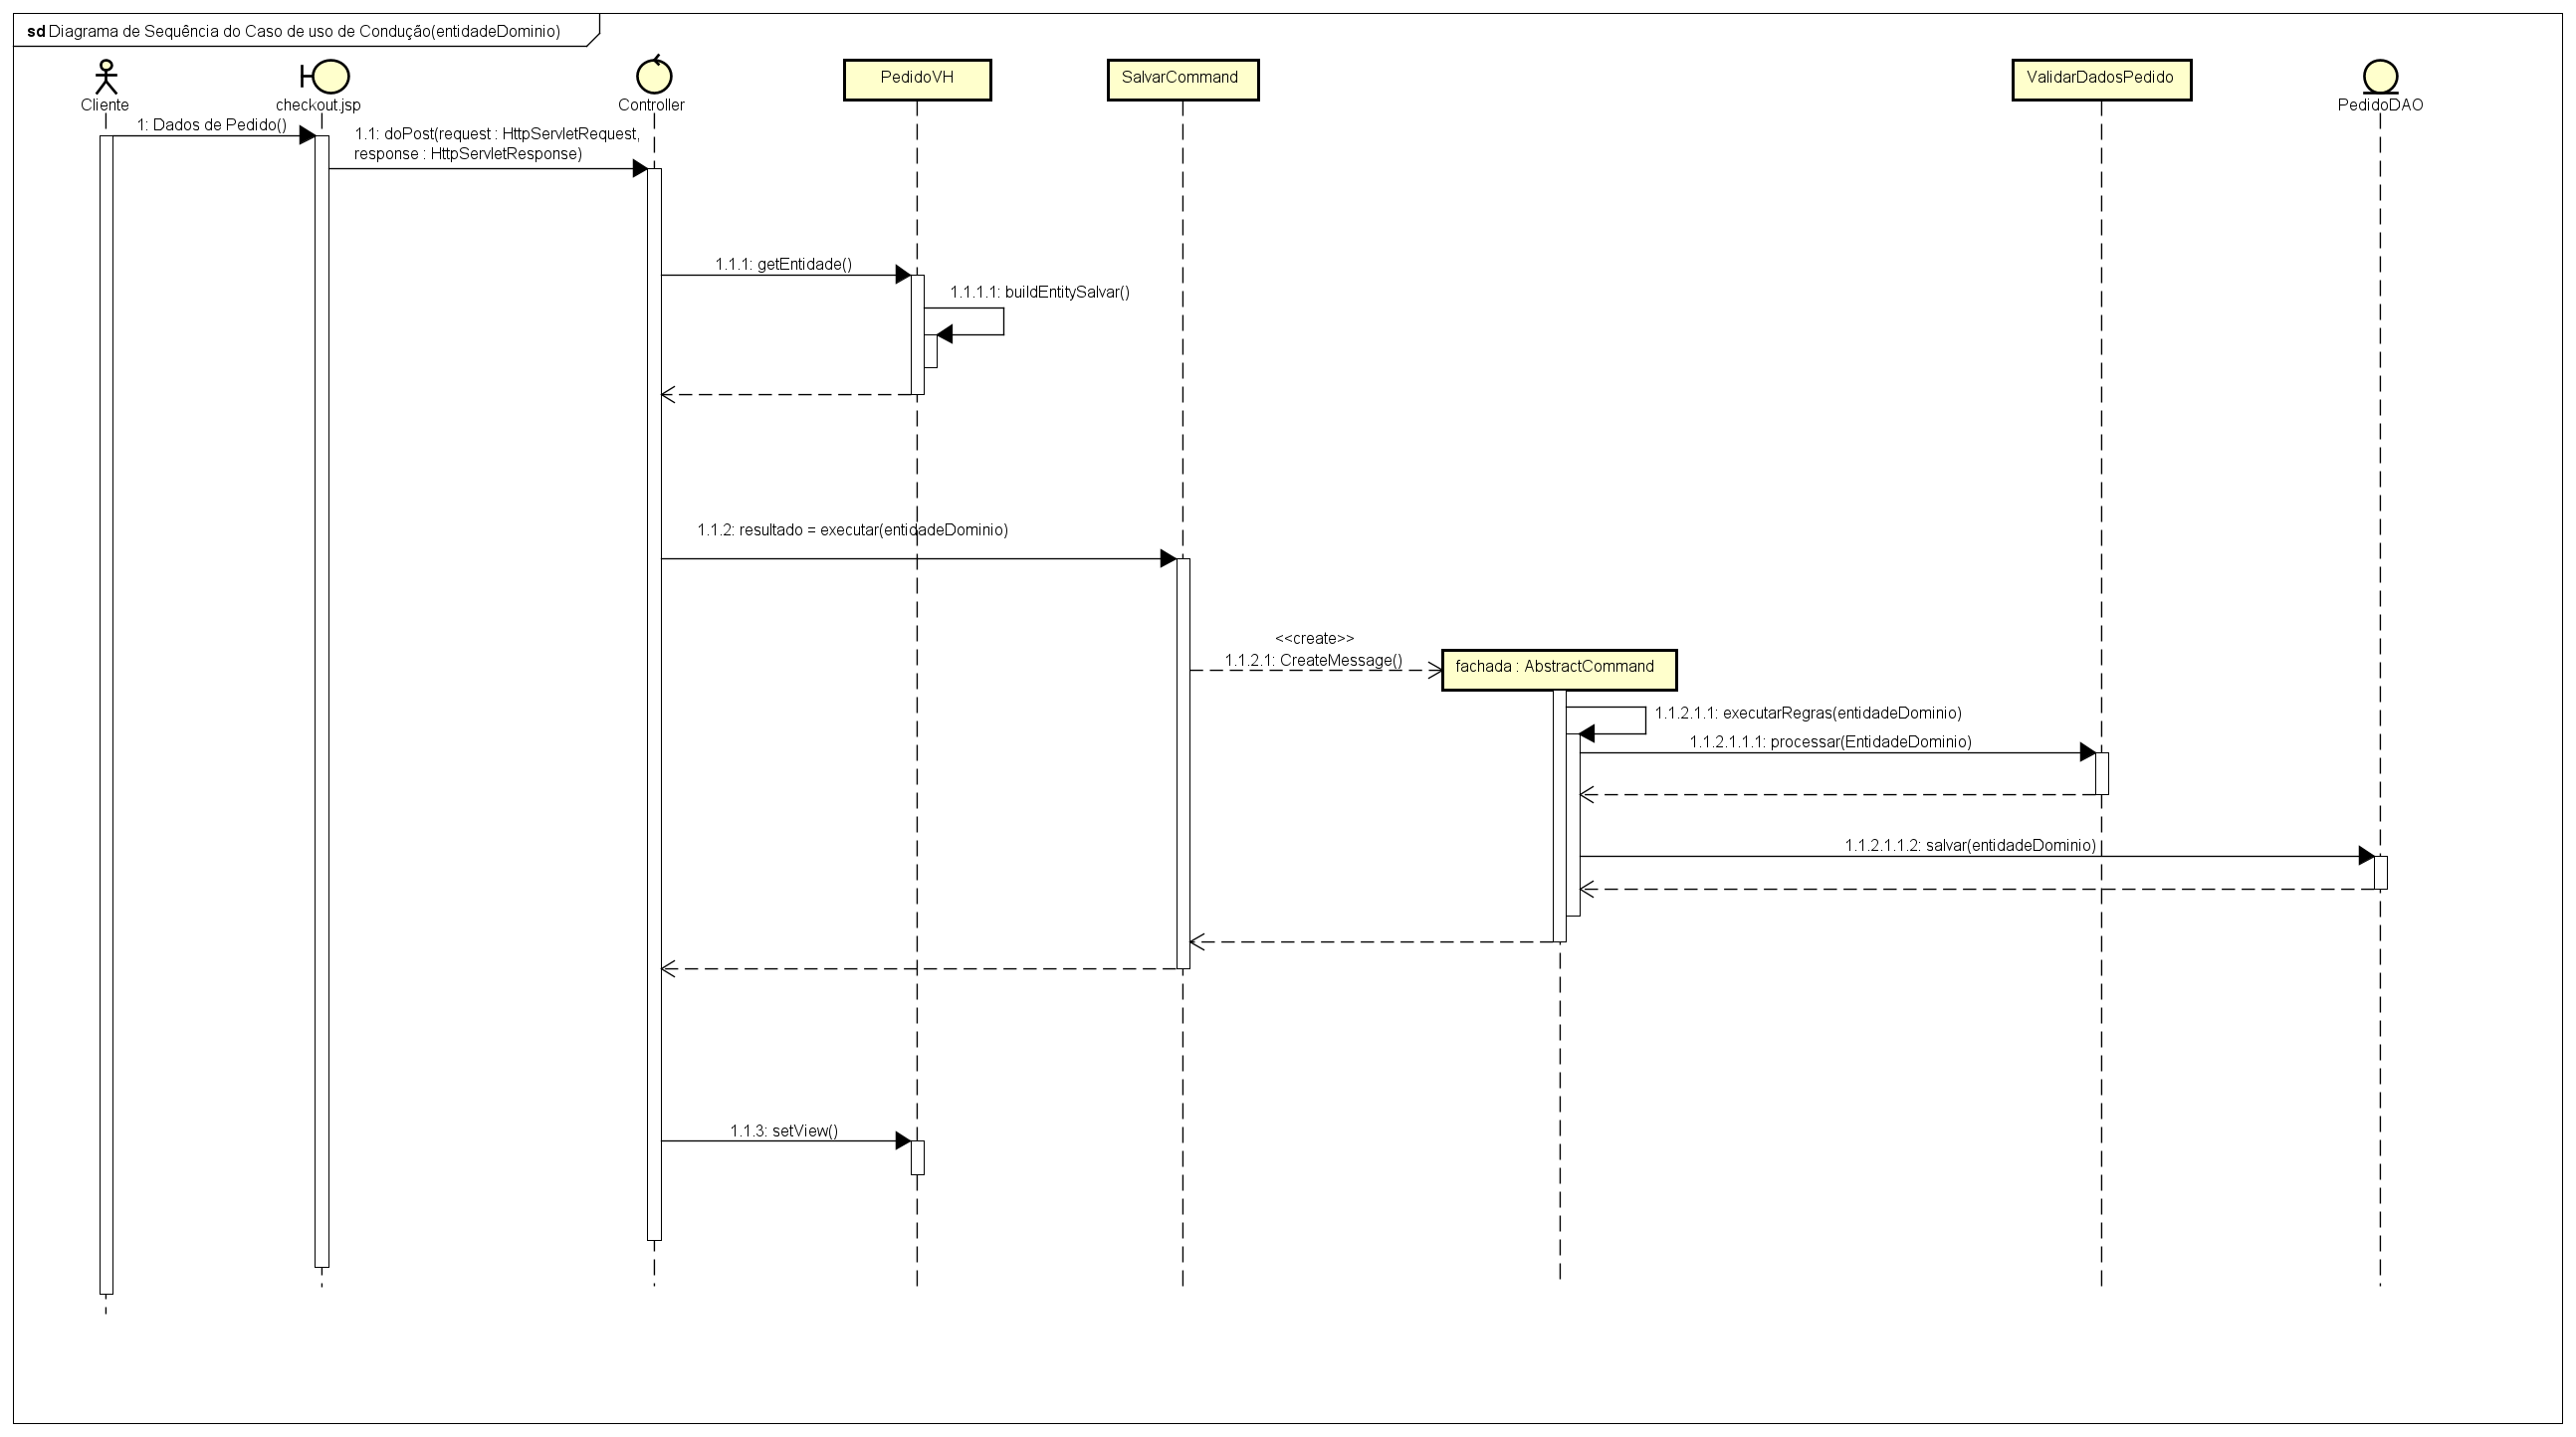 sd Diagrama de Sequência do Caso de uso de Condução(entidadeDominio)
Cliente
checkout.jsp
Controller
PedidoVH
SalvarCommand
ValidarDadosPedido
PedidoDAO
1: Dados de Pedido()
1.1: doPost(request : HttpServletRequest,
response : HttpServletResponse)
1.1.1: getEntidade()
1.1.1.1: buildEntitySalvar()
1.1.2: resultado = executar(entidadeDominio)
<<create>>
1.1.2.1: CreateMessage()
fachada : AbstractCommand
1.1.2.1.1: executarRegras(entidadeDominio)
1.1.2.1.1.1: processar(EntidadeDominio)
1.1.2.1.1.2: salvar(entidadeDominio)
1.1.3: setView()